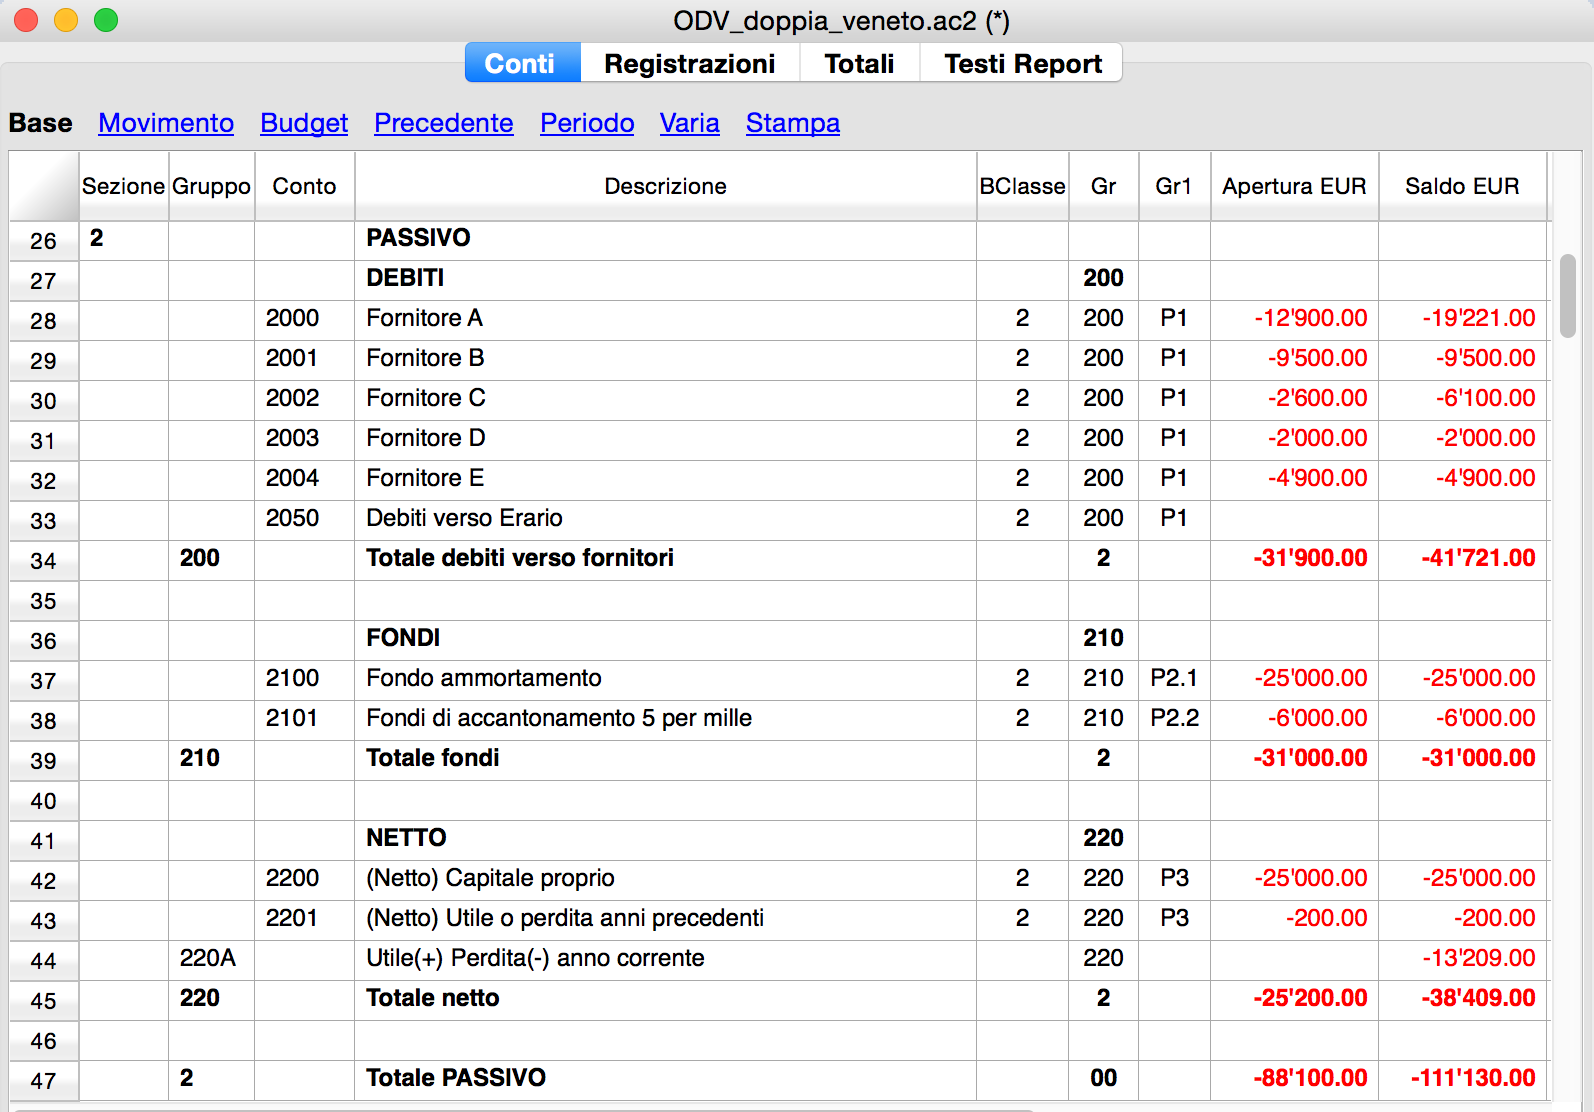 ODV_doppia_veneto.ac2 (*)
Conti Registrazioni Totali Testi Report
Base Movimento Budget Precedente Periodo Varia Stampa
Sezione Gruppo Conto Descrizione BClasse Gr Gr1 Apertura EUR Saldo EUR
26 2 PASSIVO
27 DEBITI 200
28 2000 Fornitore A 2 200 P1 -12'900.00 -19'221.00
29 2001 Fornitore B 2 200 P1 -9'500.00 -9'500.00
30 2002 Fornitore C 2 200 P1 -2'600.00 -6'100.00
31 2003 Fornitore D 2 200 P1 -2'000.00 -2'000.00
32 2004 Fornitore E 2 200 P1 -4'900.00 -4'900.00
33 2050 Debiti verso Erario 2 200 P1
34 200 Totale debiti verso fornitori 2 -31'900.00 -41'721.00
35
36 FONDI 210
37 2100 Fondo ammortamento 2 210 P2.1 -25'000.00 -25'000.00
38 2101 Fondi di accantonamento 5 per mille 2 210 P2.2 -6'000.00 -6'000.00
39 210 Totale fondi 2 -31'000.00 -31'000.00
40
41 NETTO 220
42 2200 (Netto) Capitale proprio 2 220 P3 -25'000.00 -25'000.00
43 2201 (Netto) Utile o perdita anni precedenti 2 220 P3 -200.00 -200.00
44 220A Utile(+) Perdita(-) anno corrente 220 -13'209.00
45 220 Totale netto 2 -25'200.00 -38'409.00
46
47 2 Totale PASSIVO 00 -88'100.00 -111'130.00